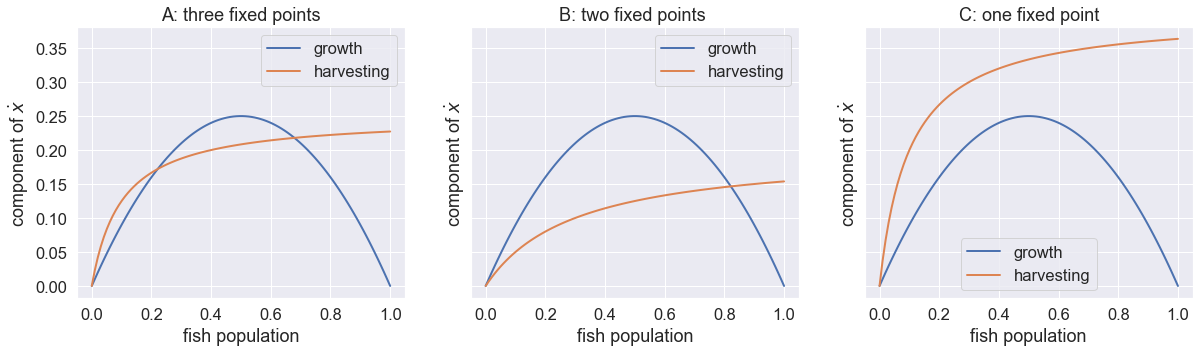 A: three fixed points
component of ẋ
0.35
0.30
0.25
0.20
0.15
0.10
0.05
0.00
growth
harvesting
0.0 0.2 0.4 0.6 0.8 1.0
fish population
B: two fixed points
component of ẋ
growth
harvesting
0.0 0.2 0.4 0.6 0.8 1.0
fish population
C: one fixed point
component of ẋ
growth
harvesting
0.0 0.2 0.4 0.6 0.8 1.0
fish population